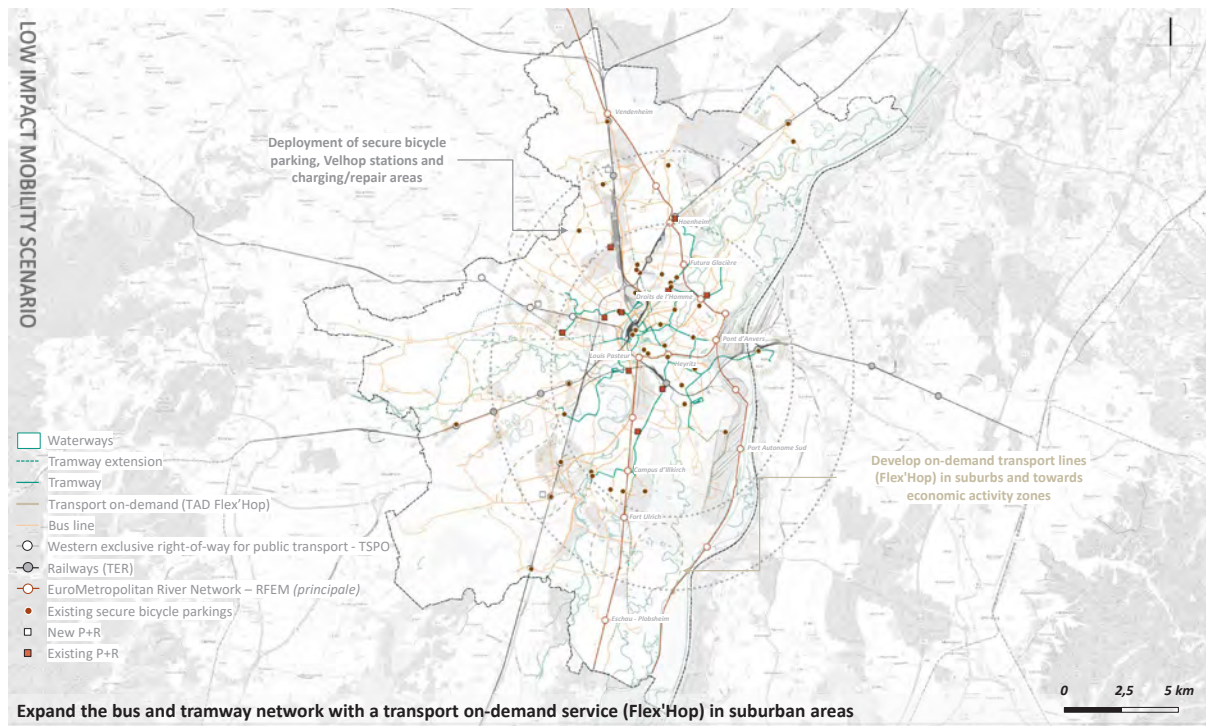 LOW IMPACT MOBILITY SCENARIO
Deployment of secure bicycle
parking, Velhop stations and
charging/repair areas
Vendenheim
Hoenheim
Futura Glacière
Droits de l'Homme
Pont d'Anvers
Louis Pasteur
Heyritz
Port Autonome Sud
Campus d'Illkirch
Fort Ulrich
Eschau - Plobsheim
Develop on-demand transport lines
(Flex'Hop) in suburbs and towards
economic activity zones
Waterways
Tramway extension
Tramway
Transport on-demand (TAD Flex'Hop)
Bus line
Western exclusive right-of-way for public transport - TSPO
Railways (TER)
EuroMetropolitan River Network – RFEM (principale)
Existing secure bicycle parkings
New P+R
Existing P+R
0 2,5 5 km
Expand the bus and tramway network with a transport on-demand service (Flex'Hop) in suburban areas